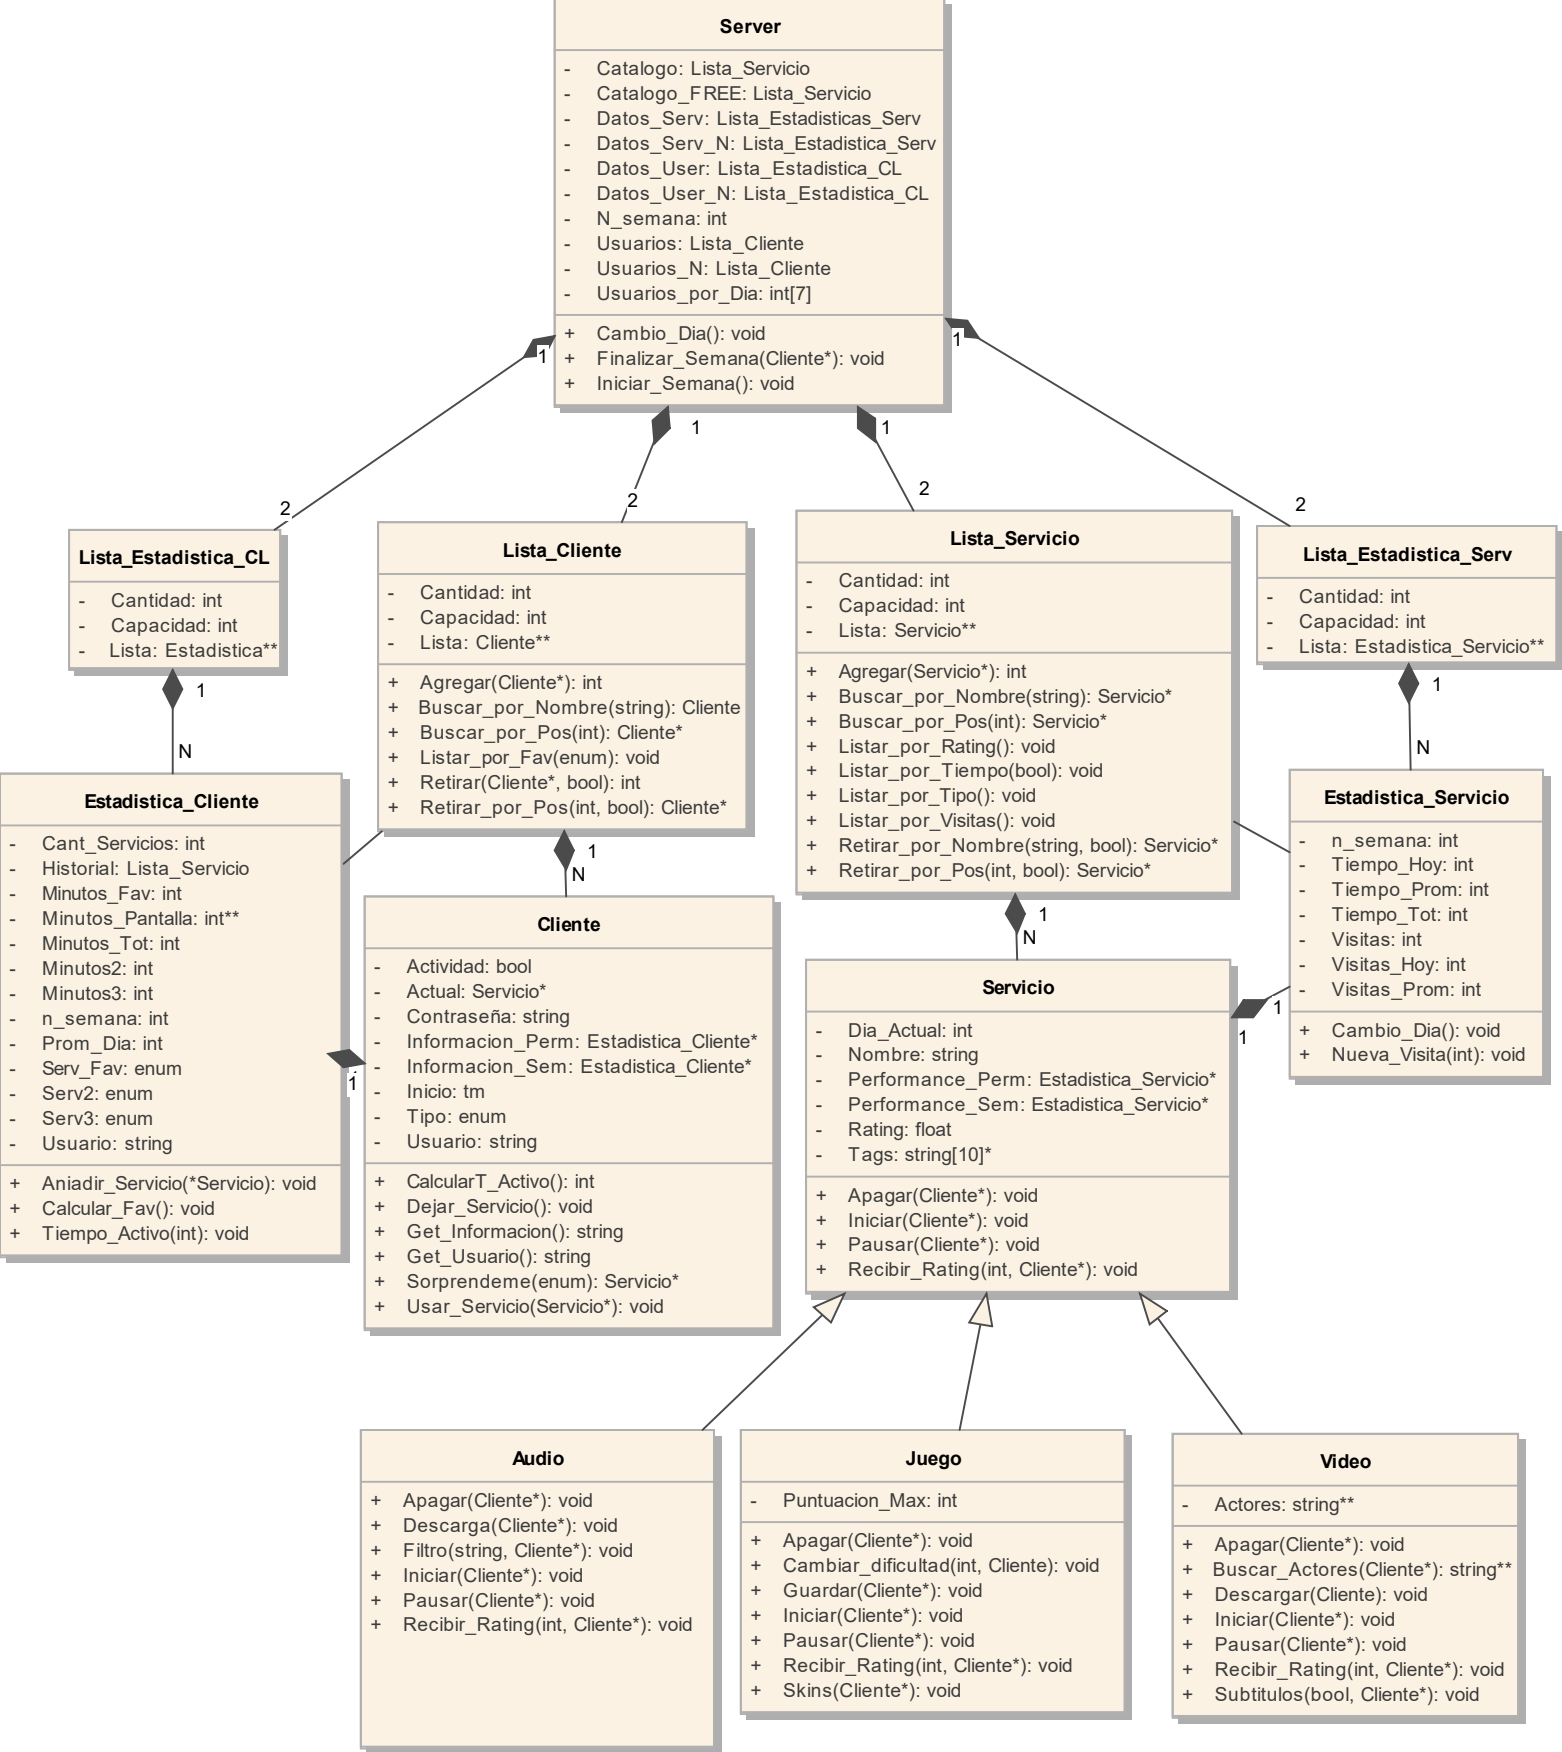 Server
- Catalogo: Lista_Servicio
- Catalogo_FREE: Lista_Servicio
- Datos_Serv: Lista_Estadisticas_Serv
- Datos_Serv_N: Lista_Estadistica_Serv
- Datos_User: Lista_Estadistica_CL
- Datos_User_N: Lista_Estadistica_CL
- N_semana: int
- Usuarios: Lista_Cliente
- Usuarios_N: Lista_Cliente
- Usuarios_por_Dia: int[7]
+ Cambio_Dia(): void
+ Finalizar_Semana(Cliente*): void
+ Iniciar_Semana(): void
1
1
1
1
2
2
2
2
Lista_Estadistica_CL
- Cantidad: int
- Capacidad: int
- Lista: Estadistica**
1
N
Lista_Cliente
- Cantidad: int
- Capacidad: int
- Lista: Cliente**
+ Agregar(Cliente*): int
+ Buscar_por_Nombre(string): Cliente
+ Buscar_por_Pos(int): Cliente*
+ Listar_por_Fav(enum): void
+ Retirar(Cliente*, bool): int
+ Retirar_por_Pos(int, bool): Cliente*
1
N
Lista_Servicio
- Cantidad: int
- Capacidad: int
- Lista: Servicio**
+ Agregar(Servicio*): int
+ Buscar_por_Nombre(string): Servicio*
+ Buscar_por_Pos(int): Servicio*
+ Listar_por_Rating(): void
+ Listar_por_Tiempo(bool): void
+ Listar_por_Tipo(): void
+ Listar_por_Visitas(): void
+ Retirar_por_Nombre(string, bool): Servicio*
+ Retirar_por_Pos(int, bool): Servicio*
1
N
Lista_Estadistica_Serv
- Cantidad: int
- Capacidad: int
- Lista: Estadistica_Servicio**
1
N
Estadistica_Cliente
- Cant_Servicios: int
- Historial: Lista_Servicio
- Minutos_Fav: int
- Minutos_Pantalla: int**
- Minutos_Tot: int
- Minutos2: int
- Minutos3: int
- n_semana: int
- Prom_Dia: int
- Serv_Fav: enum
- Serv2: enum
- Serv3: enum
- Usuario: string
+ Aniadir_Servicio(*Servicio): void
+ Calcular_Fav(): void
+ Tiempo_Activo(int): void
1
Cliente
- Actividad: bool
- Actual: Servicio*
- Contraseña: string
- Informacion_Perm: Estadistica_Cliente*
- Informacion_Sem: Estadistica_Cliente*
- Inicio: tm
- Tipo: enum
- Usuario: string
+ CalcularT_Activo(): int
+ Dejar_Servicio(): void
+ Get_Informacion(): string
+ Get_Usuario(): string
+ Sorprendeme(enum): Servicio*
+ Usar_Servicio(Servicio*): void
Servicio
- Dia_Actual: int
- Nombre: string
- Performance_Perm: Estadistica_Servicio*
- Performance_Sem: Estadistica_Servicio*
- Rating: float
- Tags: string[10]*
+ Apagar(Cliente*): void
+ Iniciar(Cliente*): void
+ Pausar(Cliente*): void
+ Recibir_Rating(int, Cliente*): void
1
1
Estadistica_Servicio
- n_semana: int
- Tiempo_Hoy: int
- Tiempo_Prom: int
- Tiempo_Tot: int
- Visitas: int
- Visitas_Hoy: int
- Visitas_Prom: int
+ Cambio_Dia(): void
+ Nueva_Visita(int): void
Audio
+ Apagar(Cliente*): void
+ Descarga(Cliente*): void
+ Filtro(string, Cliente*): void
+ Iniciar(Cliente*): void
+ Pausar(Cliente*): void
+ Recibir_Rating(int, Cliente*): void
Juego
- Puntuacion_Max: int
+ Apagar(Cliente*): void
+ Cambiar_dificultad(int, Cliente): void
+ Guardar(Cliente*): void
+ Iniciar(Cliente*): void
+ Pausar(Cliente*): void
+ Recibir_Rating(int, Cliente*): void
+ Skins(Cliente*): void
Video
- Actores: string**
+ Apagar(Cliente*): void
+ Buscar_Actores(Cliente*): string**
+ Descargar(Cliente): void
+ Iniciar(Cliente*): void
+ Pausar(Cliente*): void
+ Recibir_Rating(int, Cliente*): void
+ Subtitulos(bool, Cliente*): void